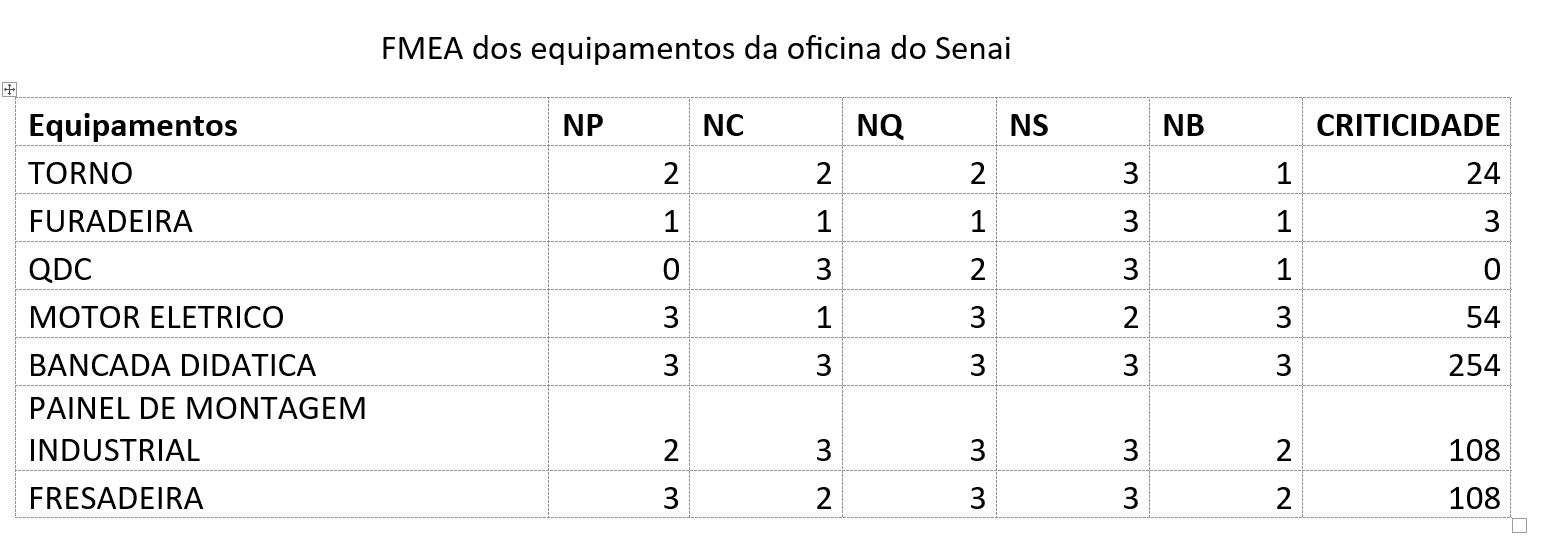 FMEA dos equipamentos da oficina do Senai
Equipamentos NP NC NQ NS NB CRITICIDADE
TORNO 2 2 2 3 1 24
FURADEIRA 1 1 1 3 1 3
QDC 0 3 2 3 1 0
MOTOR ELETRICO 3 1 3 2 3 54
BANCADA DIDATICA 3 3 3 3 3 254
PAINEL DE MONTAGEM
INDUSTRIAL 2 3 3 3 2 108
FRESADEIRA 3 2 3 3 2 108